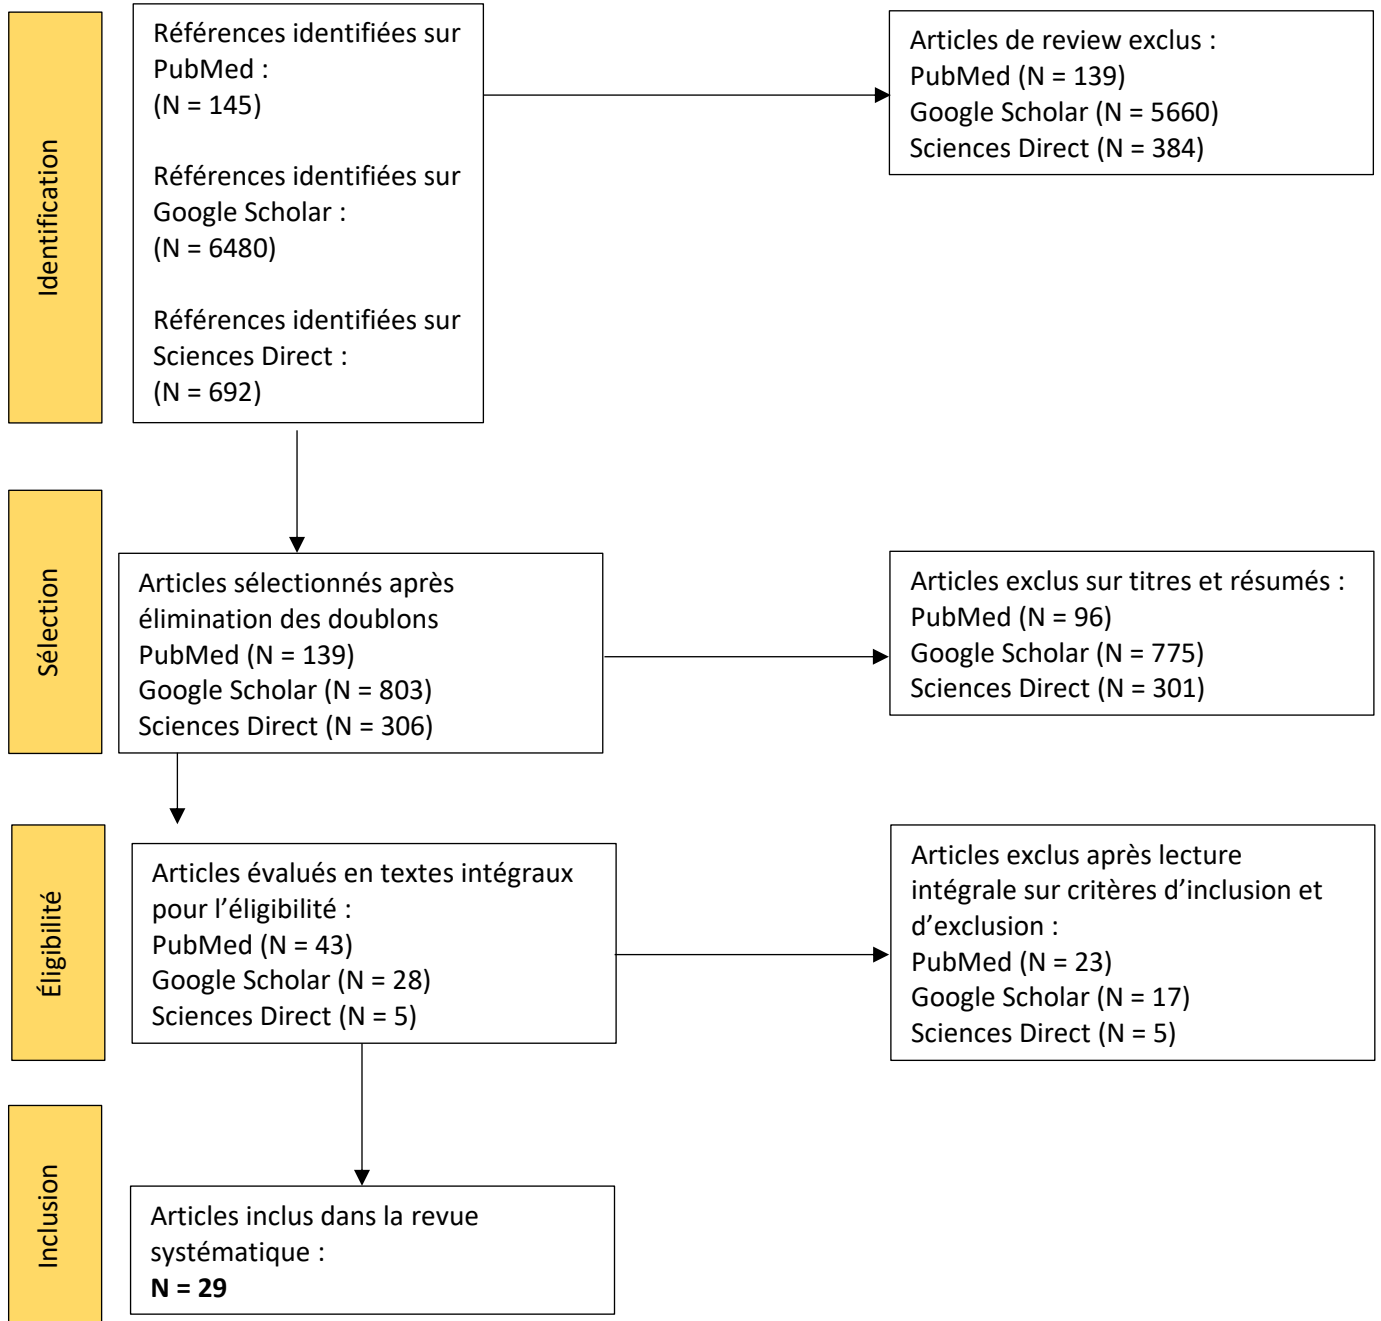 Identification
Références identifiées sur
PubMed :
(N = 145)
Références identifiées sur
Google Scholar :
(N = 6480)
Références identifiées sur
Sciences Direct :
(N = 692)
Articles de review exclus :
PubMed (N = 139)
Google Scholar (N = 5660)
Sciences Direct (N = 384)
Sélection
Articles sélectionnés après
élimination des doublons
PubMed (N = 139)
Google Scholar (N = 803)
Sciences Direct (N = 306)
Articles exclus sur titres et résumés :
PubMed (N = 96)
Google Scholar (N = 775)
Sciences Direct (N = 301)
Éligibilité
Articles évalués en textes intégraux
pour l’éligibilité :
PubMed (N = 43)
Google Scholar (N = 28)
Sciences Direct (N = 5)
Articles exclus après lecture
intégrale sur critères d’inclusion et
d’exclusion :
PubMed (N = 23)
Google Scholar (N = 17)
Sciences Direct (N = 5)
Inclusion
Articles inclus dans la revue
systématique :
N = 29